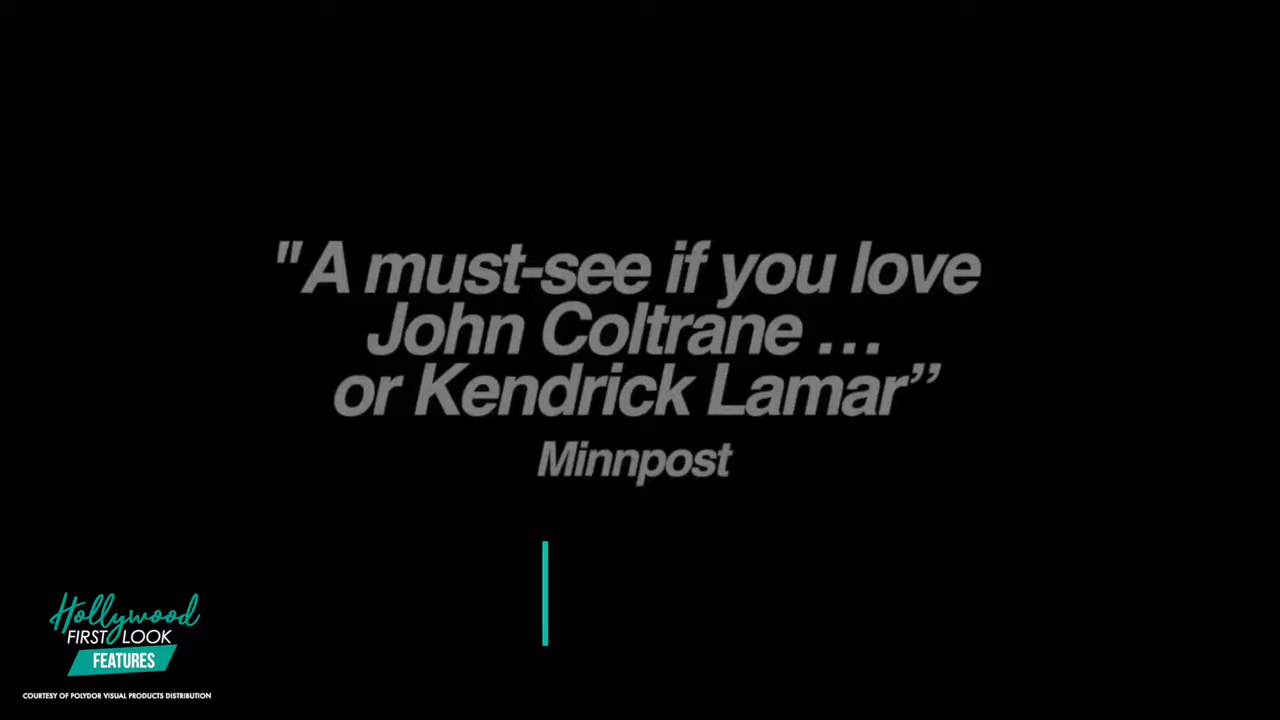 "A must-see if you love
John Coltrane ...
or Kendrick Lamar”
Minnpost
Hollywood
FIRST LOOK
FEATURES
COURTESY OF POLYDOR VISUAL PRODUCTS DISTRIBUTION